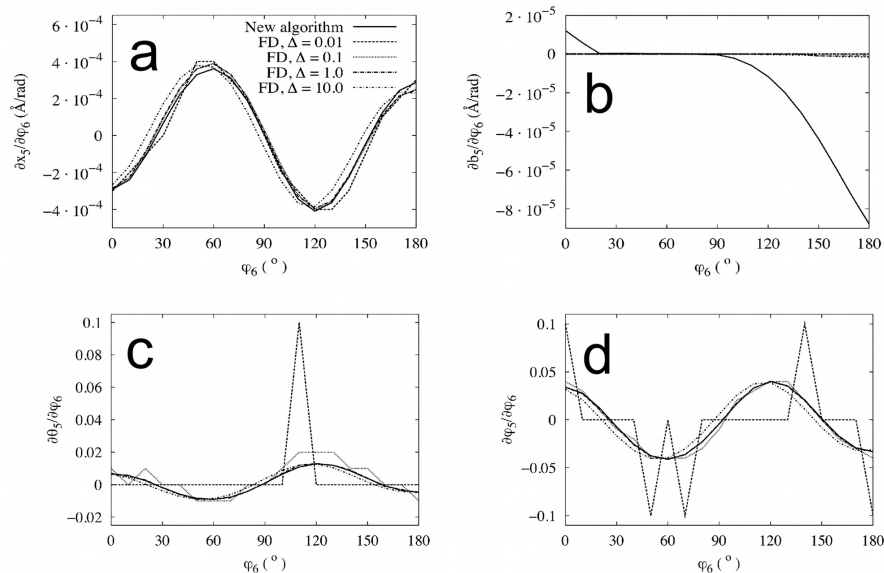 a
6·10⁻⁴
4·10⁻⁴
2·10⁻⁴
0
−2·10⁻⁴
−4·10⁻⁴
∂x₅/∂φ₆ (Å/rad)
New algorithm
FD, Δ = 0.01
FD, Δ = 0.1
FD, Δ = 1.0
FD, Δ = 10.0
0 30 60 90 120 150 180
φ₆ ( ° )
b
2·10⁻⁵
0
−2·10⁻⁵
−4·10⁻⁵
−6·10⁻⁵
−8·10⁻⁵
∂b₅/∂φ₆ (Å/rad)
0 30 60 90 120 150 180
φ₆ ( ° )
c
0.1
0.08
0.06
0.04
0.02
0
−0.02
∂θ₅/∂φ₆
0 30 60 90 120 150 180
φ₆ ( ° )
d
0.1
0.05
0
−0.05
−0.1
∂φ₅/∂φ₆
0 30 60 90 120 150 180
φ₆ ( ° )